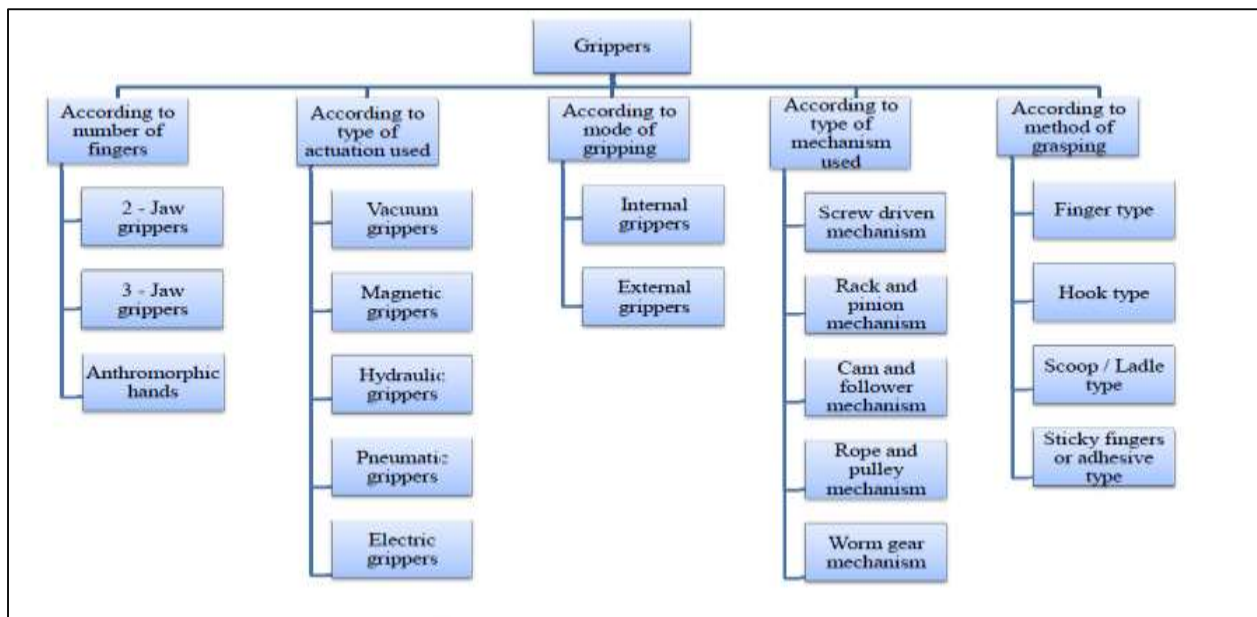 Grippers
According to
number of
fingers
2 - Jaw
grippers
3 - Jaw
grippers
Anthromorphic
hands
According to
type of
actuation used
Vacuum
grippers
Magnetic
grippers
Hydraulic
grippers
Pneumatic
grippers
Electric
grippers
According to
mode of
gripping
Internal
grippers
External
grippers
According to
type of
mechanism
used
Screw driven
mechanism
Rack and
pinion
mechanism
Cam and
follower
mechanism
Rope and
pulley
mechanism
Worm gear
mechanism
According to
method of
grasping
Finger type
Hook type
Scoop / Ladle
type
Sticky fingers
or adhesive
type